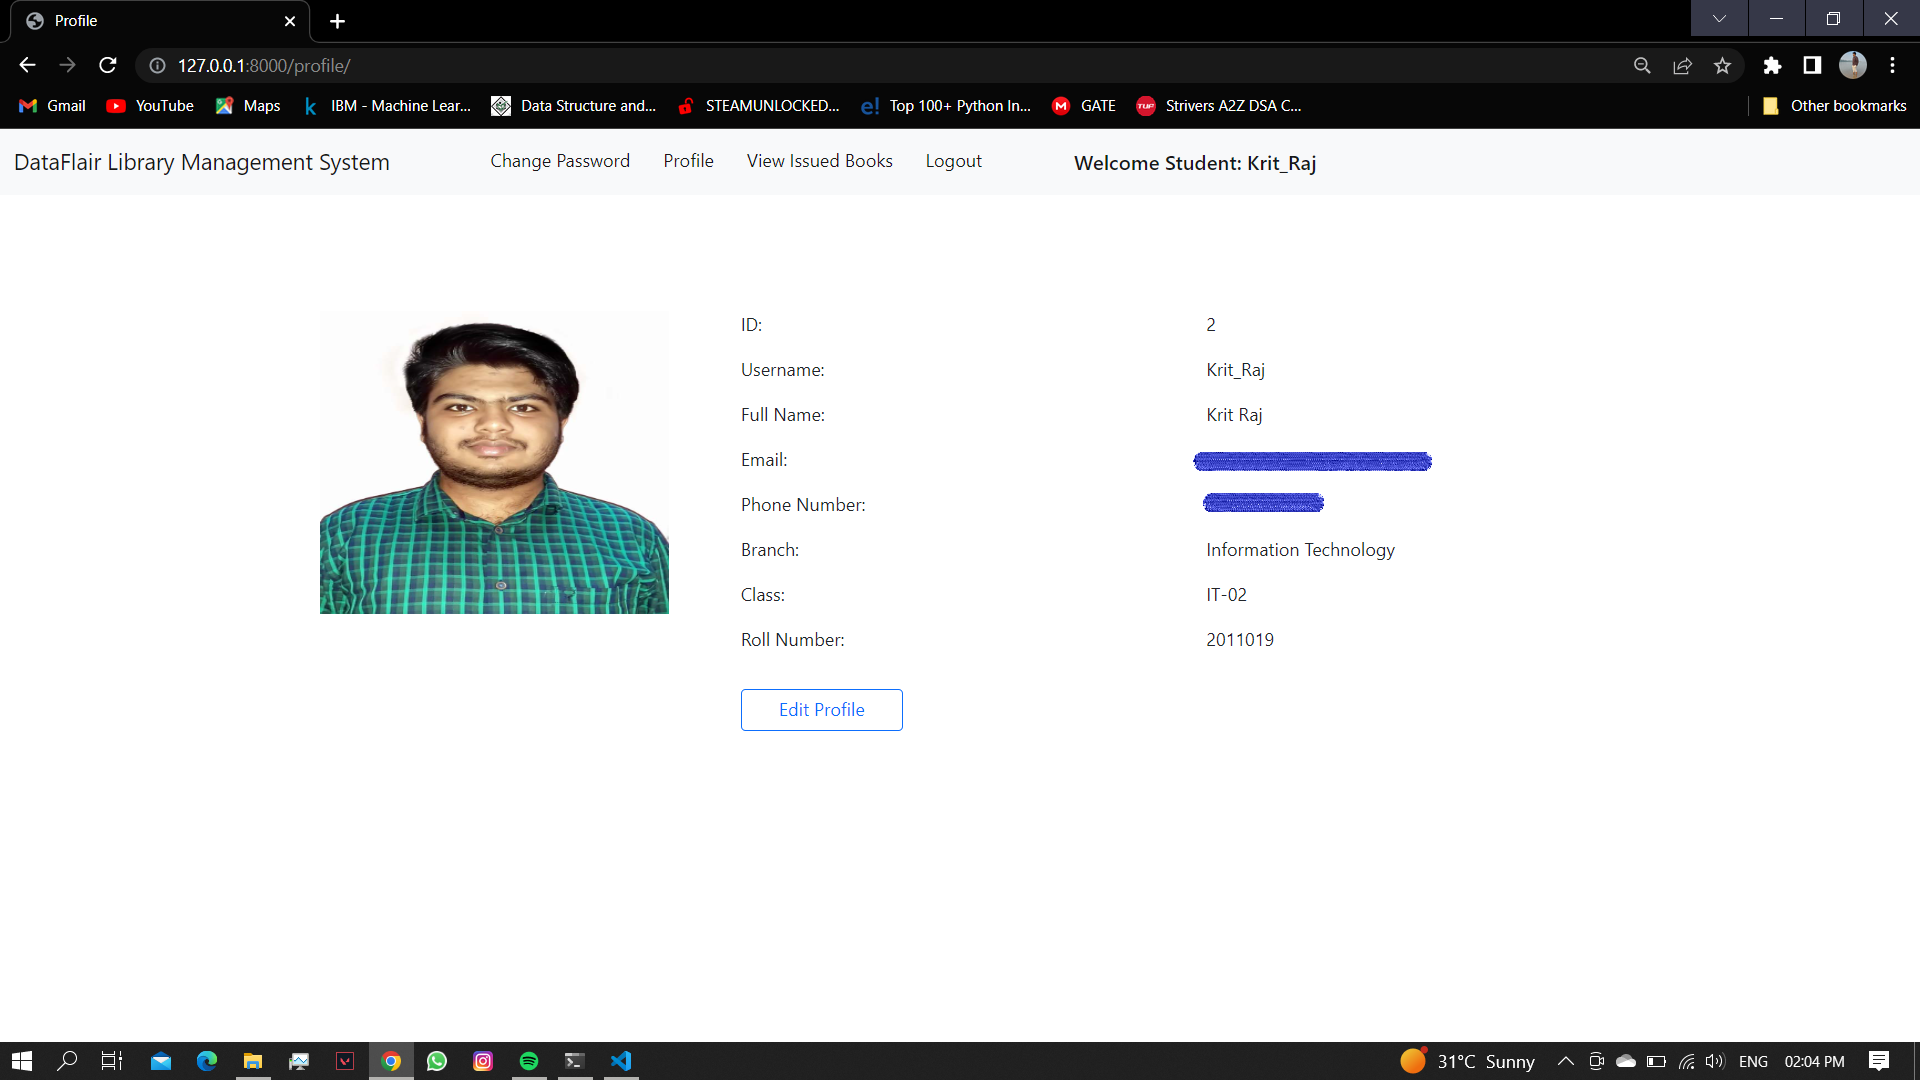 Profile
127.0.0.1:8000/profile/
Gmail YouTube Maps IBM - Machine Lear... Data Structure and... STEAMUNLOCKED... Top 100+ Python In... GATE Strivers A2Z DSA C... Other bookmarks
DataFlair Library Management System Change Password Profile View Issued Books Logout Welcome Student: Krit_Raj
ID: 2
Username: Krit_Raj
Full Name: Krit Raj
Email:
Phone Number:
Branch: Information Technology
Class: IT-02
Roll Number: 2011019
Edit Profile
31°C Sunny ENG 02:04 PM